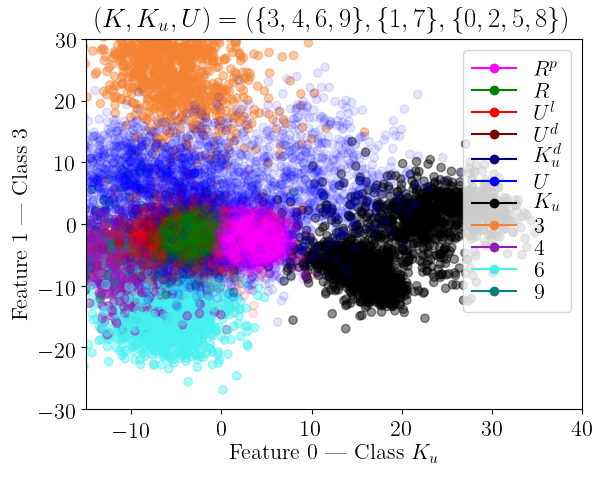 (K, K_u, U) = ({3, 4, 6, 9}, {1, 7}, {0, 2, 5, 8})
30
20
10
0
−10
−20
−30
Feature 1 — Class 3
R^p
R
U^l
U^d
K_u^d
U
K_u
3
4
6
9
−10
0
10
20
30
40
Feature 0 — Class K_u